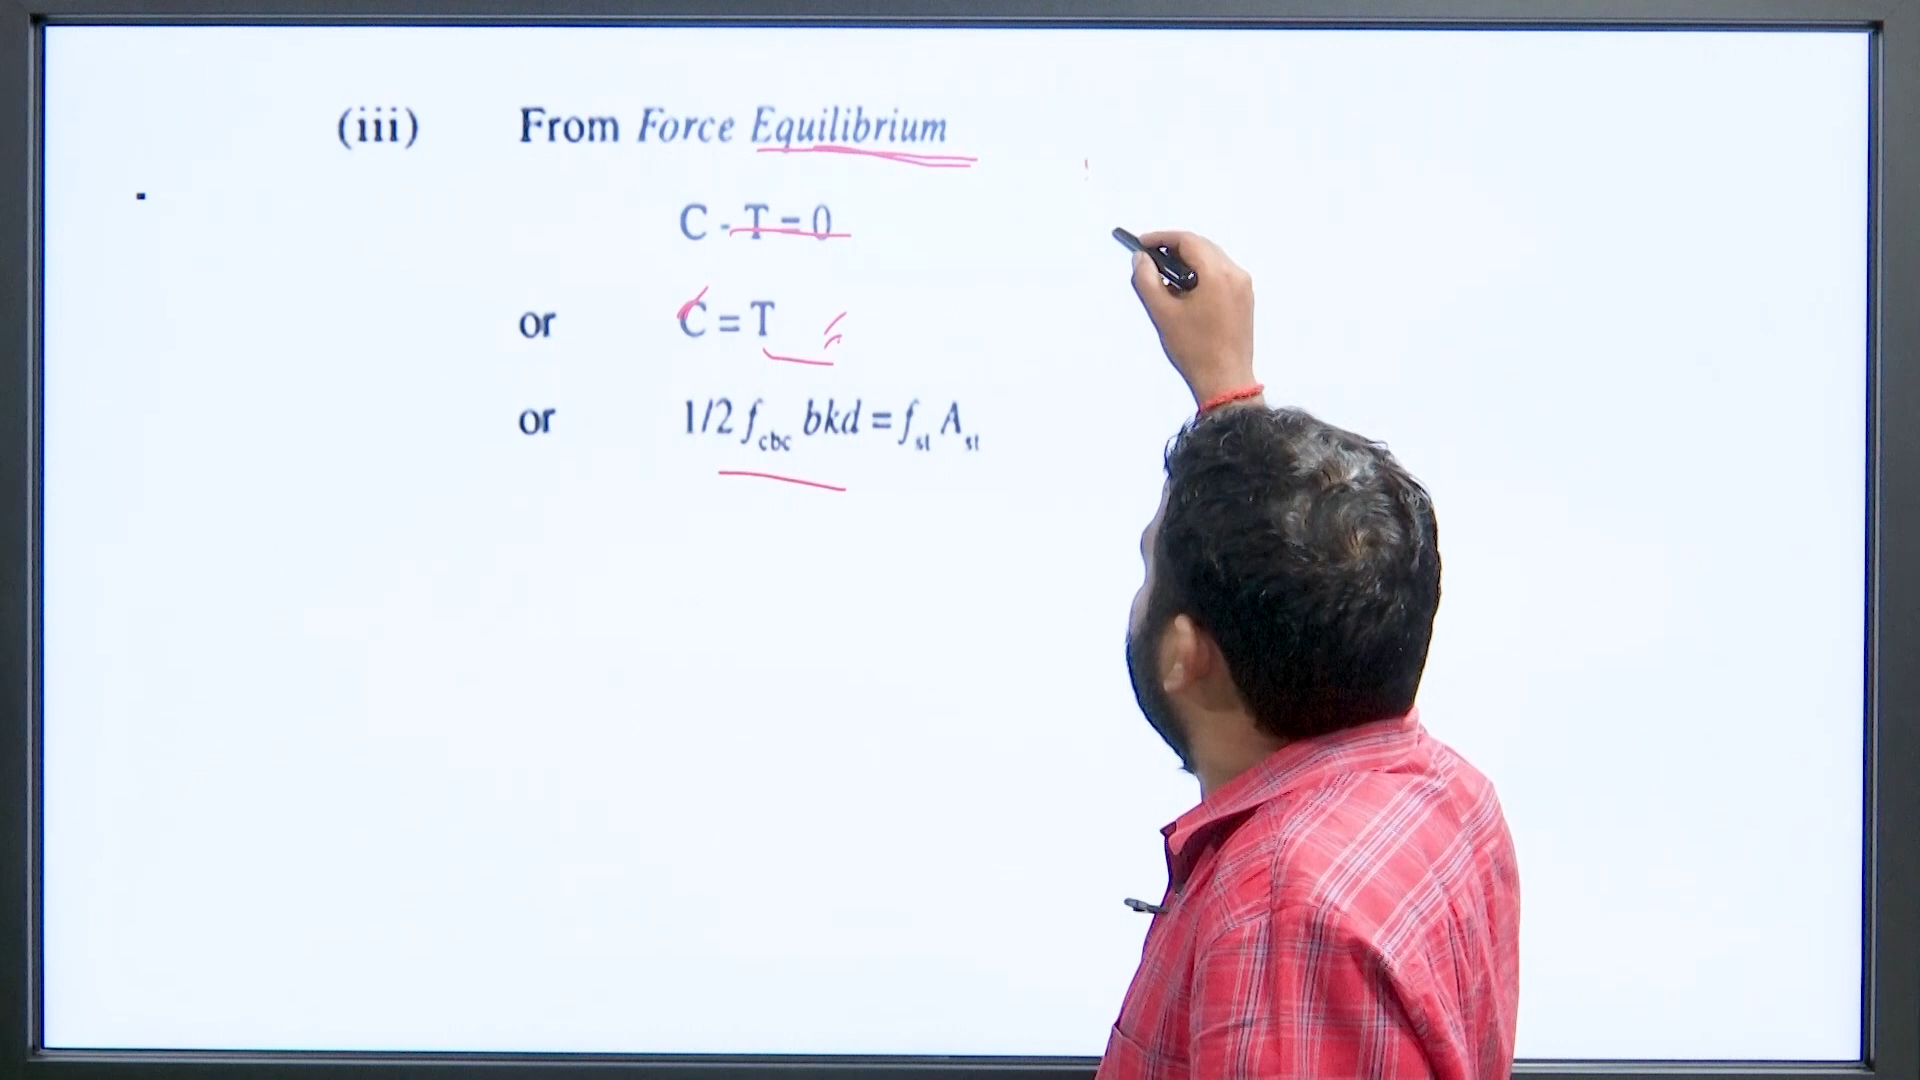 (iii) From Force Equilibrium
C - T = 0
or C = T
or 1/2 f_cbc bkd = f_st A_st